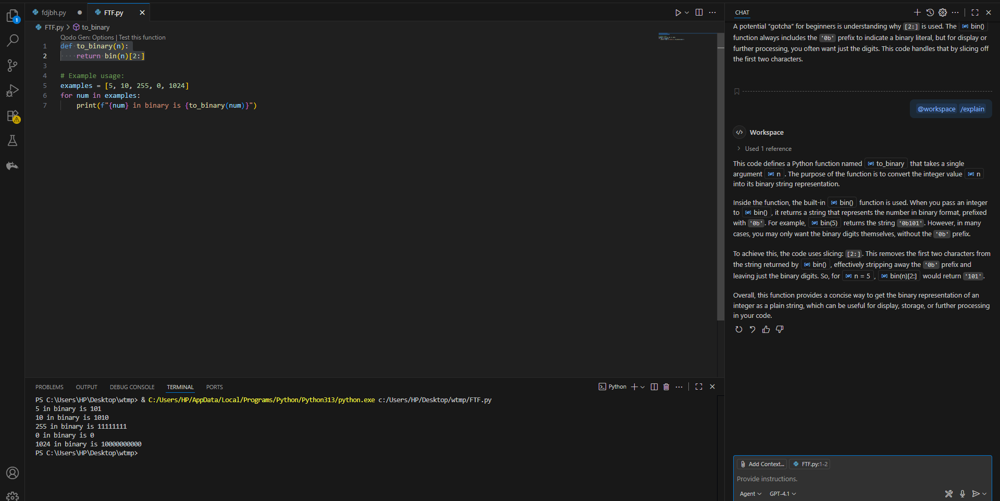 fdjbh.py
FTF.py
FTF.py > to_binary
Qodo Gen: Options | Test this function
1 def to_binary(n):
2 ····return bin(n)[2:]
3
4 # Example usage:
5 examples = [5, 10, 255, 0, 1024]
6 for num in examples:
7 print(f"{num} in binary is {to_binary(num)}")
1
PROBLEMS OUTPUT DEBUG CONSOLE TERMINAL PORTS
Python
PS C:\Users\HP\Desktop\wtmp> & C:/Users/HP/AppData/Local/Programs/Python/Python313/python.exe c:/Users/HP/Desktop/wtmp/FTF.py
5 in binary is 101
10 in binary is 1010
255 in binary is 11111111
0 in binary is 0
1024 in binary is 10000000000
PS C:\Users\HP\Desktop\wtmp>
CHAT
A potential “gotcha” for beginners is understanding why [2:] is used. The bin()
function always includes the '0b' prefix to indicate a binary literal, but for display or
further processing, you often want just the digits. This code handles that by slicing off
the first two characters.
@workspace /explain
Workspace
Used 1 reference
This code defines a Python function named to_binary that takes a single
argument n . The purpose of the function is to convert the integer value n
into its binary string representation.
Inside the function, the built-in bin() function is used. When you pass an integer
to bin() , it returns a string that represents the number in binary format, prefixed
with '0b'. For example, bin(5) returns the string '0b101'. However, in many
cases, you may only want the binary digits themselves, without the '0b' prefix.
To achieve this, the code uses slicing: [2:]. This removes the first two characters from
the string returned by bin() , effectively stripping away the '0b' prefix and
leaving just the binary digits. So, for n = 5 , bin(n)[2:] would return '101'.
Overall, this function provides a concise way to get the binary representation of an
integer as a plain string, which can be useful for display, storage, or further processing
in your code.
Add Context... FTF.py:1-2
Provide instructions.
Agent GPT-4.1